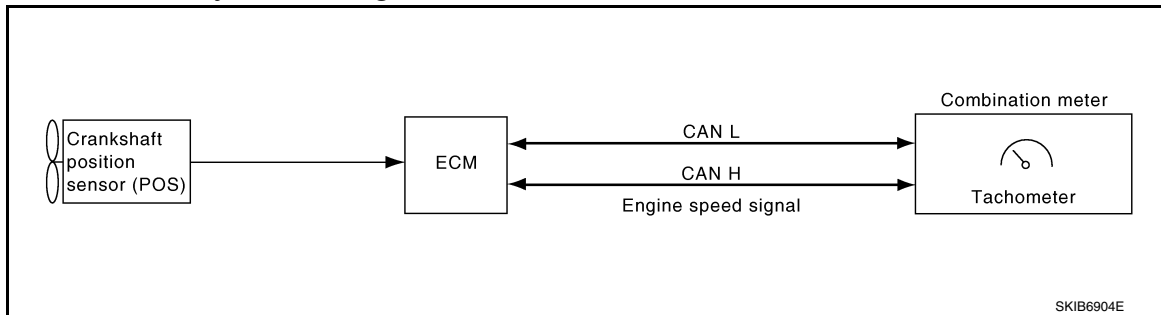 Crankshaft
position
sensor (POS)
ECM
CAN L
CAN H
Engine speed signal
Combination meter
Tachometer
SKIB6904E